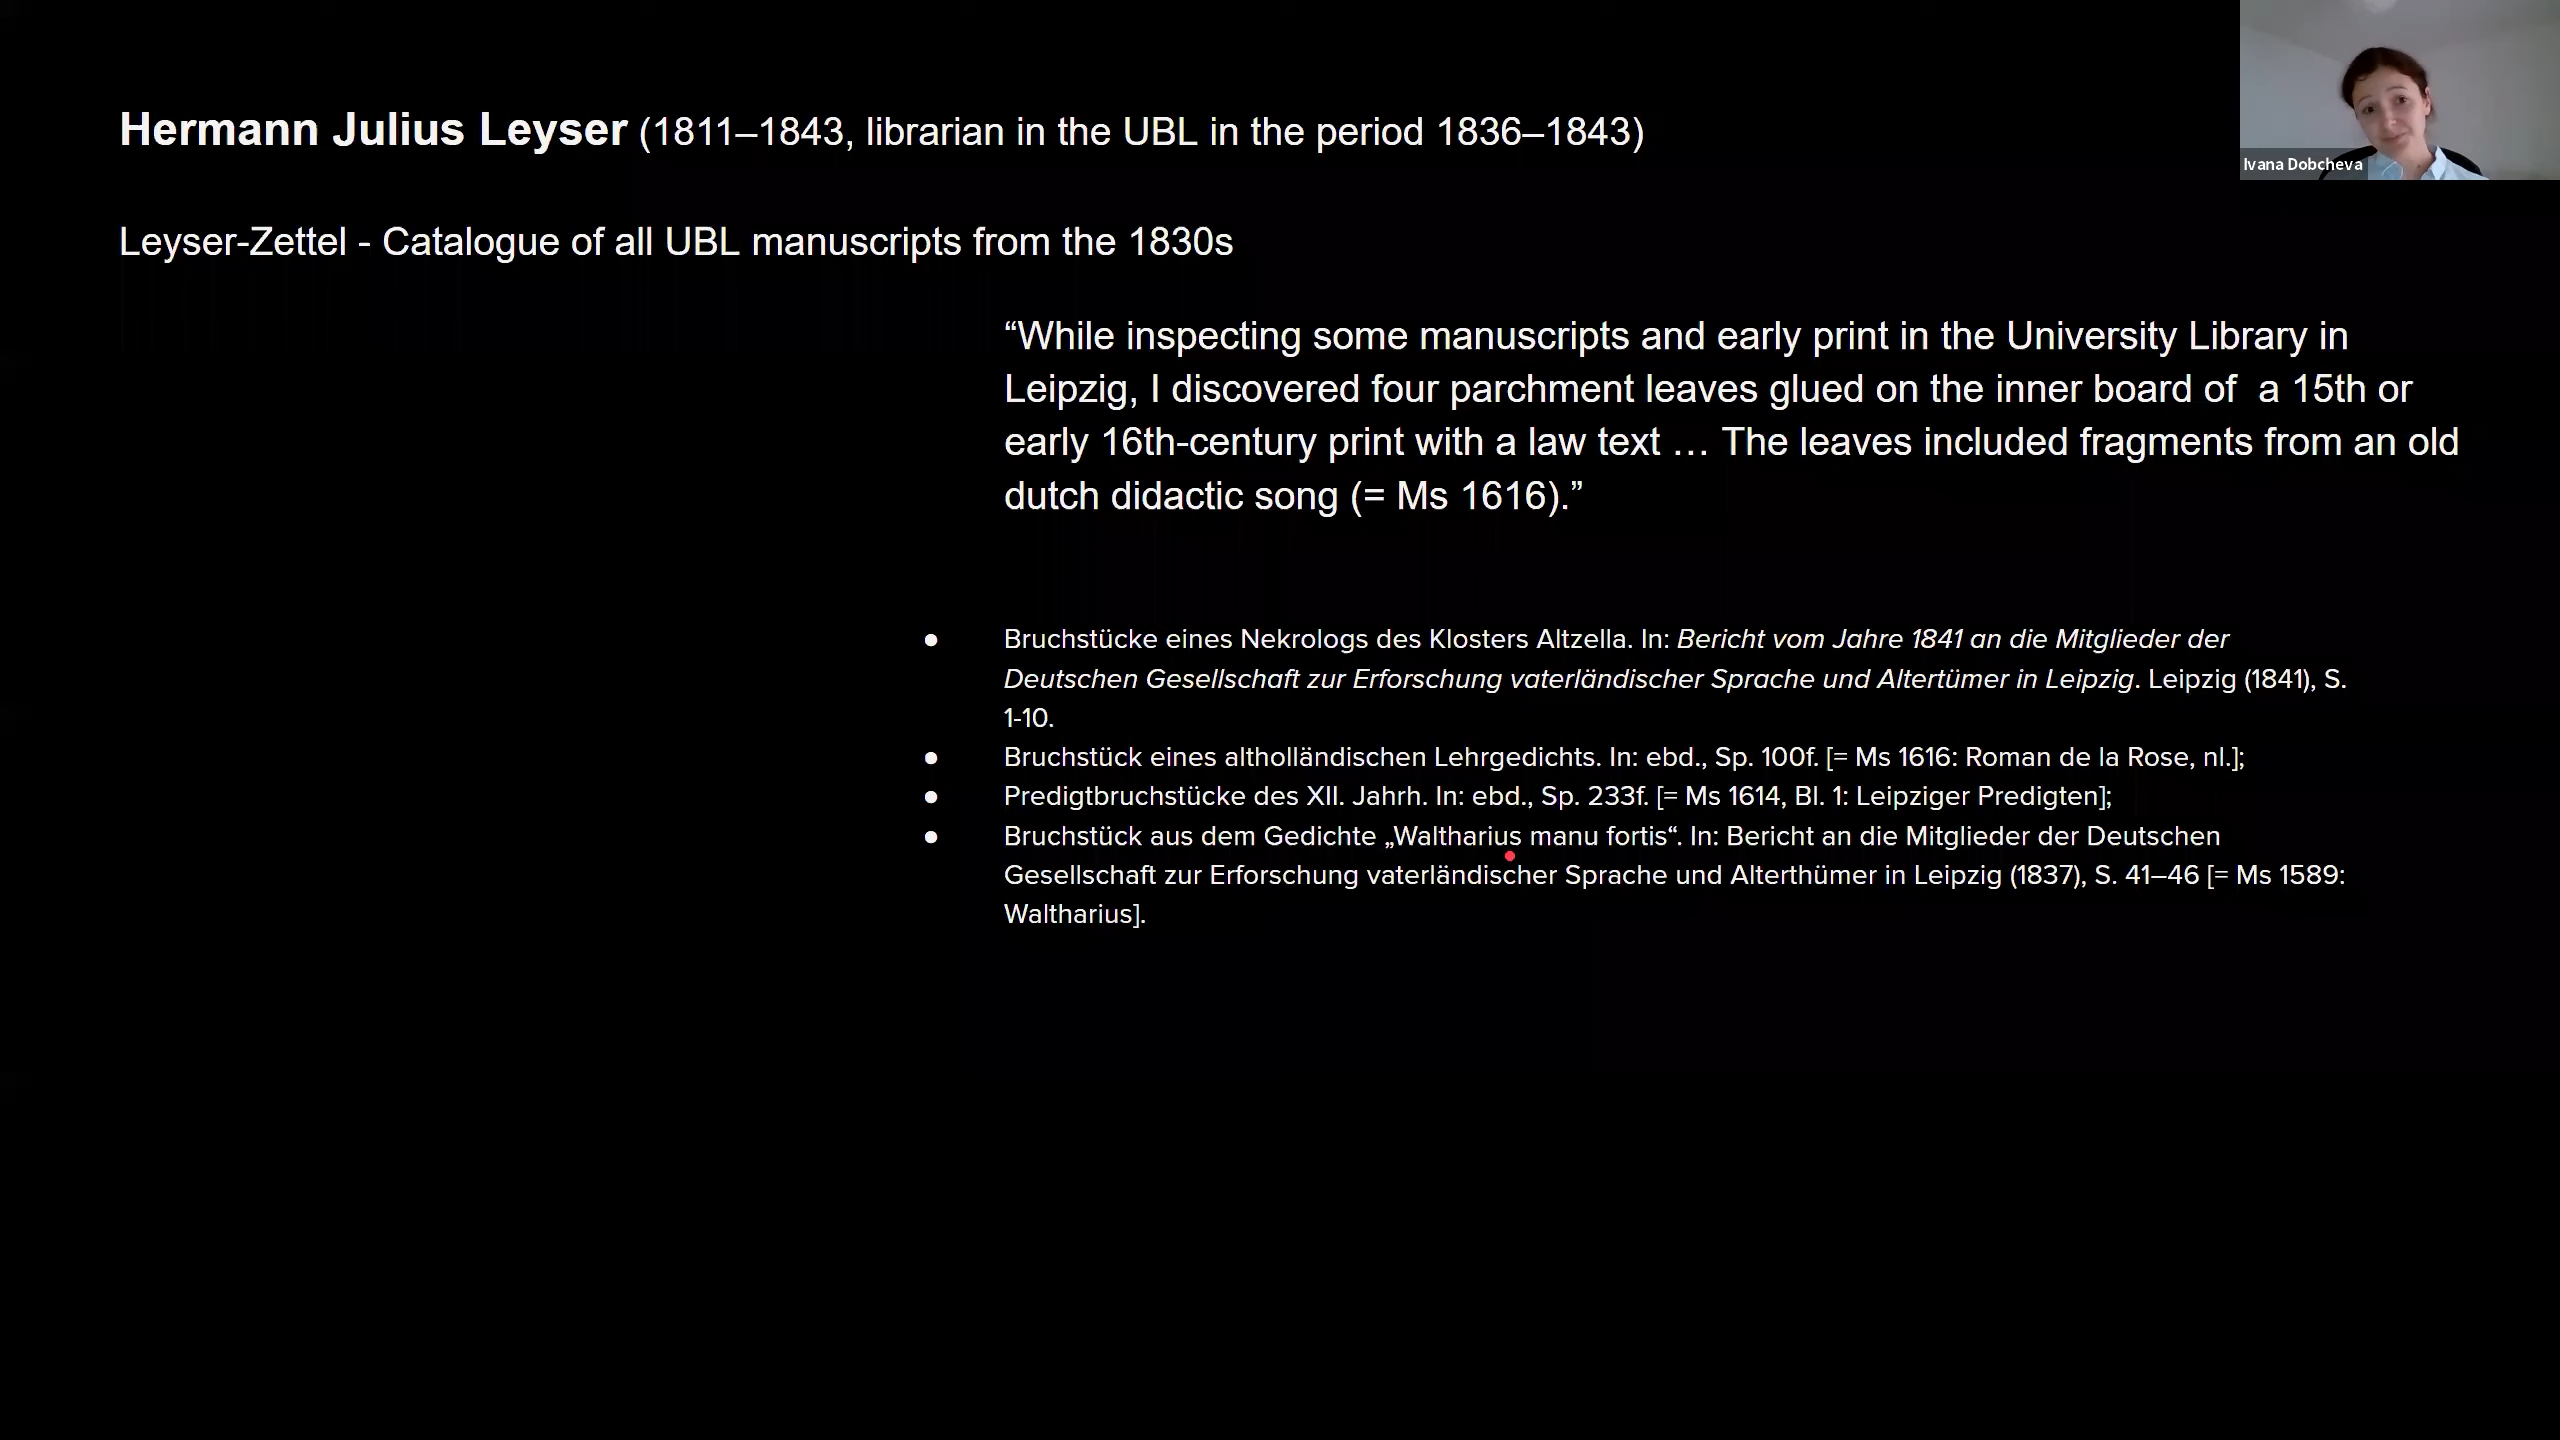 Hermann Julius Leyser (1811–1843, librarian in the UBL in the period 1836–1843)
Ivana Dobcheva
Leyser-Zettel - Catalogue of all UBL manuscripts from the 1830s
“While inspecting some manuscripts and early print in the University Library in
Leipzig, I discovered four parchment leaves glued on the inner board of  a 15th or
early 16th-century print with a law text … The leaves included fragments from an old
dutch didactic song (= Ms 1616).”
● Bruchstücke eines Nekrologs des Klosters Altzella. In: Bericht vom Jahre 1841 an die Mitglieder der
Deutschen Gesellschaft zur Erforschung vaterländischer Sprache und Altertümer in Leipzig. Leipzig (1841), S.
1-10.
● Bruchstück eines altholländischen Lehrgedichts. In: ebd., Sp. 100f. [= Ms 1616: Roman de la Rose, nl.];
● Predigtbruchstücke des XII. Jahrh. In: ebd., Sp. 233f. [= Ms 1614, Bl. 1: Leipziger Predigten];
● Bruchstück aus dem Gedichte „Waltharius manu fortis“. In: Bericht an die Mitglieder der Deutschen
Gesellschaft zur Erforschung vaterländischer Sprache und Alterthümer in Leipzig (1837), S. 41–46 [= Ms 1589:
Waltharius].